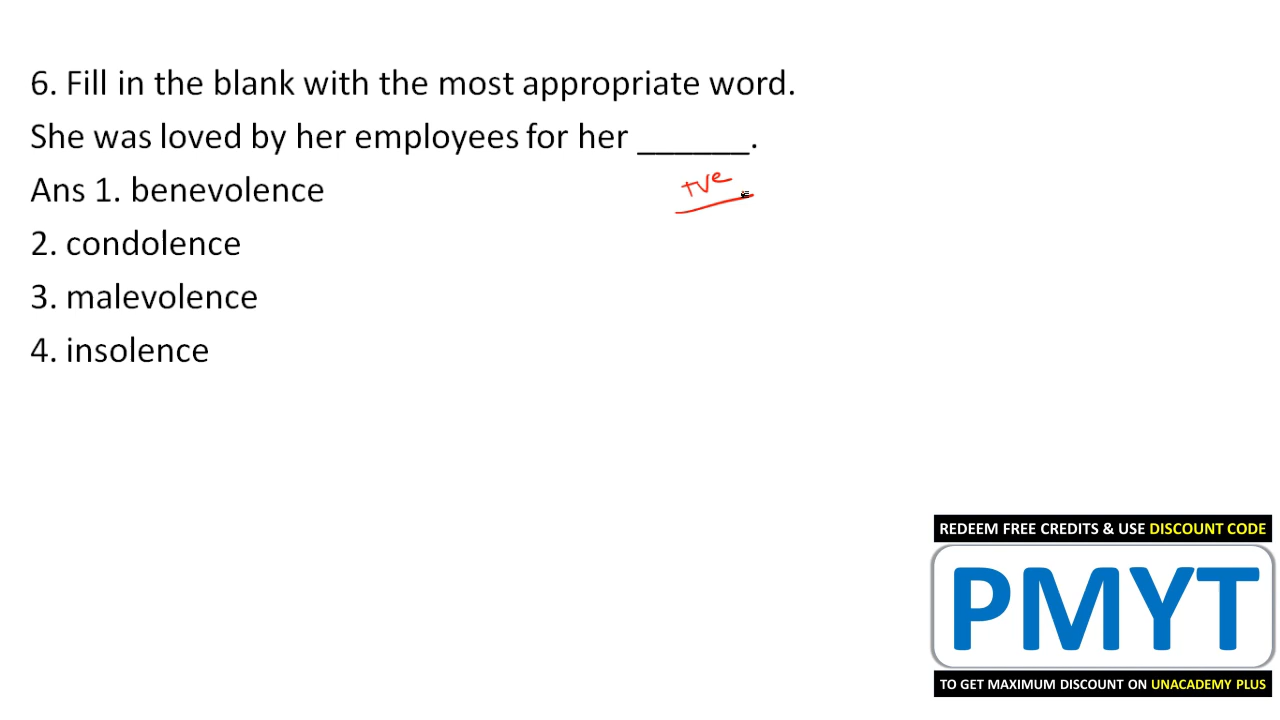 6. Fill in the blank with the most appropriate word.
She was loved by her employees for her ______.
+ve
Ans 1. benevolence
2. condolence
3. malevolence
4. insolence
REDEEM FREE CREDITS & USE DISCOUNT CODE
PMYT
TO GET MAXIMUM DISCOUNT ON UNACADEMY PLUS